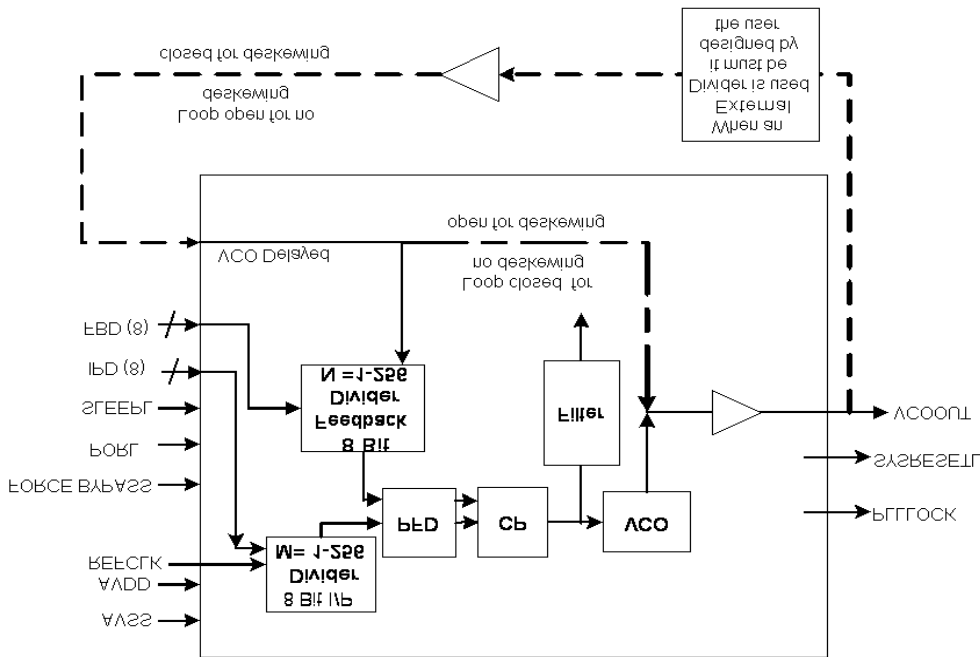 AVSS
AVDD
REFCLK
FORCE BYPASS
PORL
SLEEPL
IPD (8)
FBD (8)
8 Bit I/P
Divider
M= 1-256
PFD
CP
VCO
8 Bit
Feedback
Divider
N =1-256
Filter
PLLLOCK
SYSRESETL
VCOOUT
VCO Delayed
Loop closed for
no deskewing
open for deskewing
Loop open for no
deskewing
closed for deskewing
When an
External
Divider is used
it must be
designed by
the user